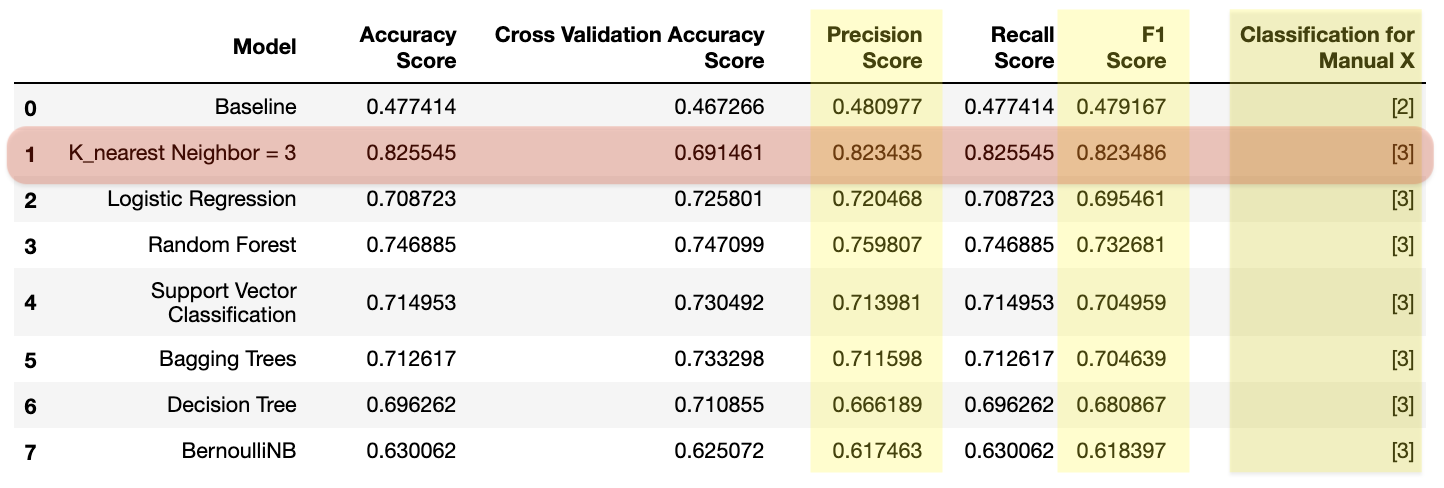 Model Accuracy Score Cross Validation Accuracy Score Precision Score Recall Score F1 Score Classification for Manual X
0 Baseline 0.477414 0.467266 0.480977 0.477414 0.479167 [2]
1 K_nearest Neighbor = 3 0.825545 0.691461 0.823435 0.825545 0.823486 [3]
2 Logistic Regression 0.708723 0.725801 0.720468 0.708723 0.695461 [3]
3 Random Forest 0.746885 0.747099 0.759807 0.746885 0.732681 [3]
4 Support Vector Classification 0.714953 0.730492 0.713981 0.714953 0.704959 [3]
5 Bagging Trees 0.712617 0.733298 0.711598 0.712617 0.704639 [3]
6 Decision Tree 0.696262 0.710855 0.666189 0.696262 0.680867 [3]
7 BernoulliNB 0.630062 0.625072 0.617463 0.630062 0.618397 [3]